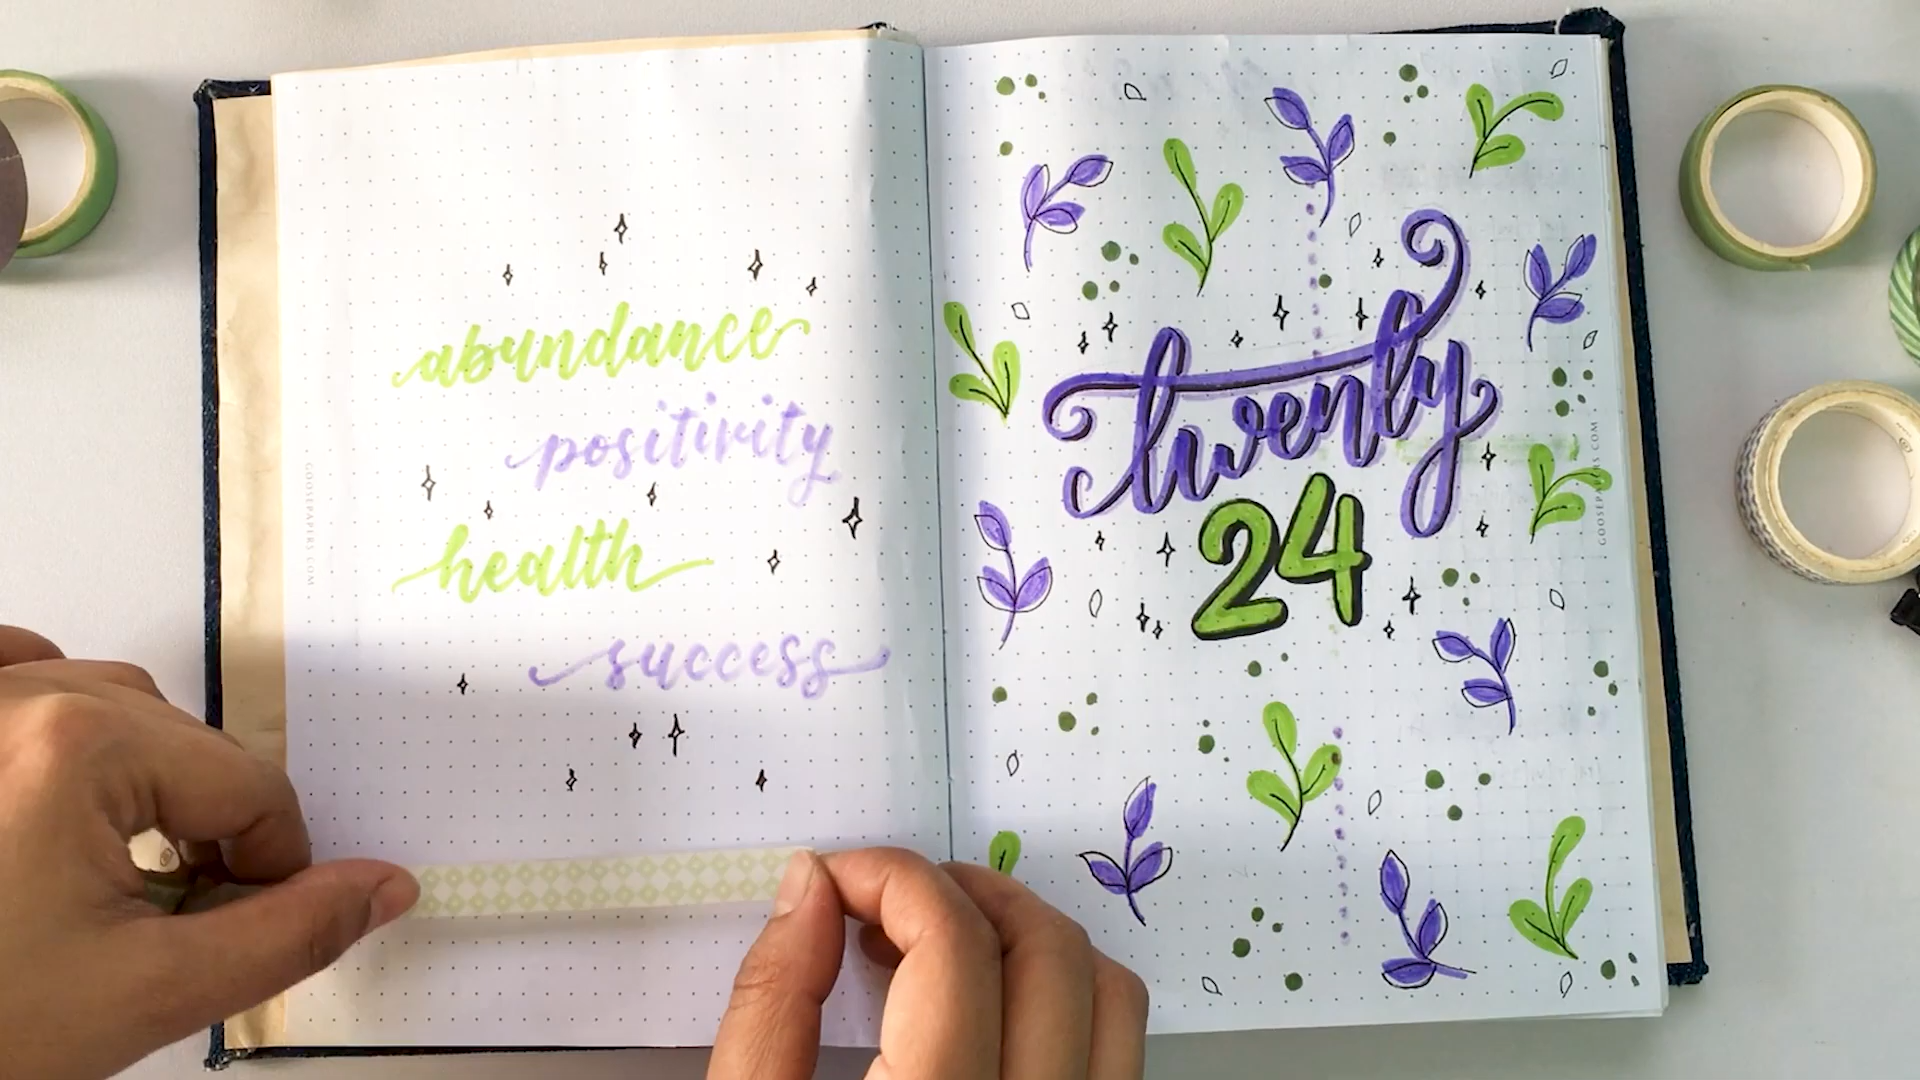 abundance
positivity
health
success
GOOSEPAPERS.COM
twenty
24
GOOSEPAPERS.COM